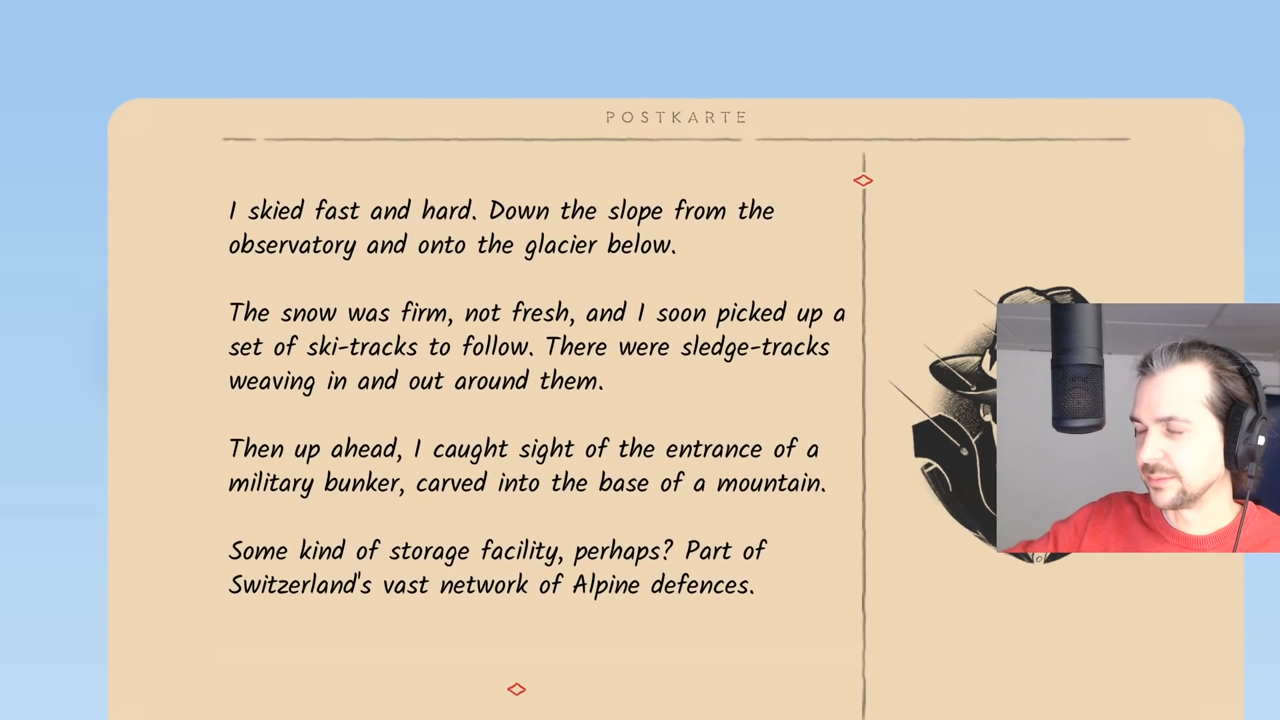 POSTKARTE
I skied fast and hard. Down the slope from the
observatory and onto the glacier below.
The snow was firm, not fresh, and I soon picked up a
set of ski-tracks to follow. There were sledge-tracks
weaving in and out around them.
Then up ahead, I caught sight of the entrance of a
military bunker, carved into the base of a mountain.
Some kind of storage facility, perhaps? Part of
Switzerland's vast network of Alpine defences.